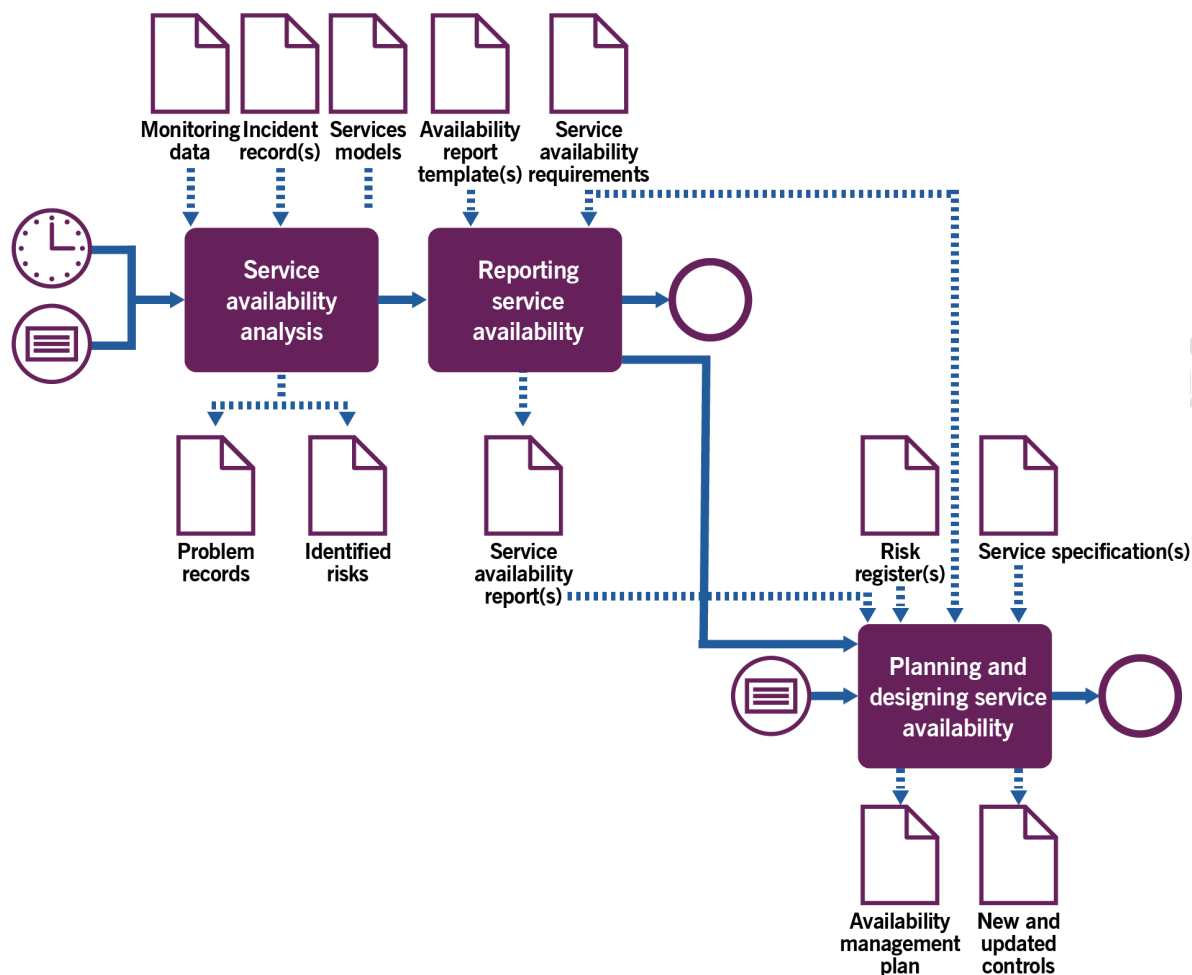 Monitoring
data
Incident
record(s)
Services
models
Availability
report
template(s)
Service
availability
requirements
Service
availability
analysis
Reporting
service
availability
Problem
records
Identified
risks
Service
availability
report(s)
Risk
register(s)
Service specification(s)
Planning and
designing service
availability
Availability
management
plan
New and
updated
controls